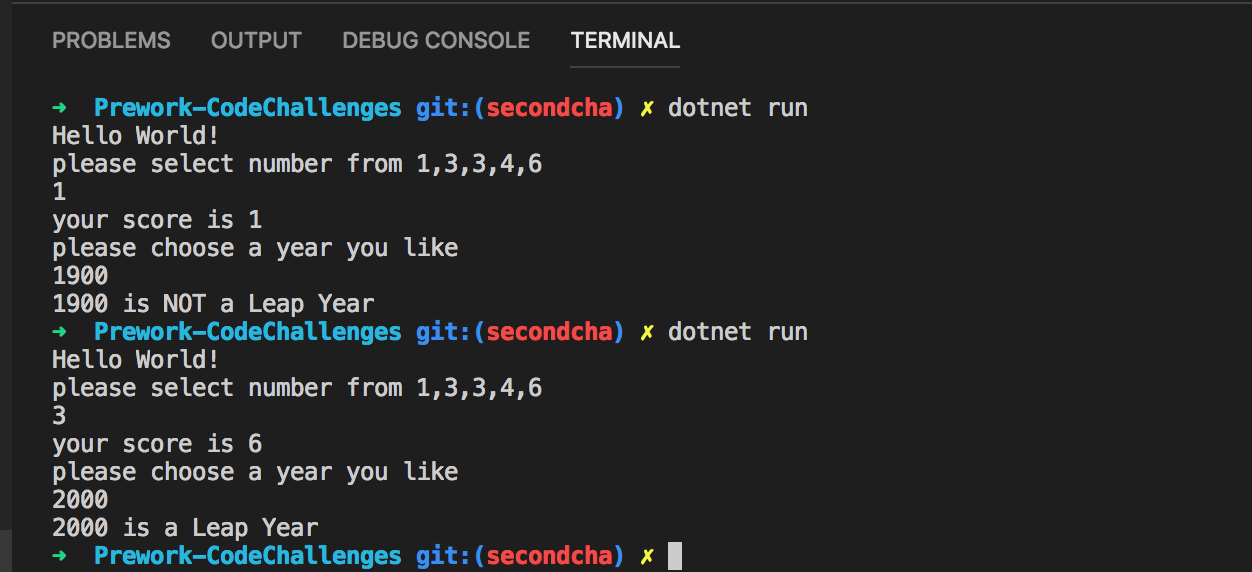 PROBLEMS OUTPUT DEBUG CONSOLE TERMINAL
➜ Prework-CodeChallenges git:(secondcha) ✗ dotnet run
Hello World!
please select number from 1,3,3,4,6
1
your score is 1
please choose a year you like
1900
1900 is NOT a Leap Year
➜ Prework-CodeChallenges git:(secondcha) ✗ dotnet run
Hello World!
please select number from 1,3,3,4,6
3
your score is 6
please choose a year you like
2000
2000 is a Leap Year
➜ Prework-CodeChallenges git:(secondcha) ✗